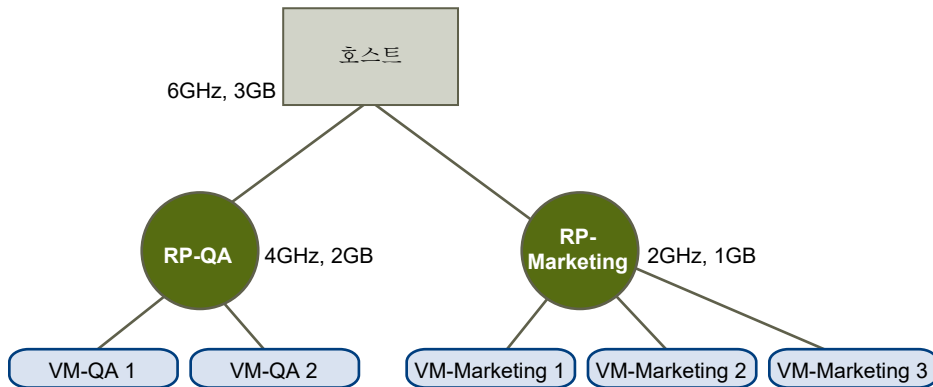 호스트
6GHz, 3GB
RP-QA
4GHz, 2GB
RP-
Marketing
2GHz, 1GB
VM-QA 1
VM-QA 2
VM-Marketing 1
VM-Marketing 2
VM-Marketing 3